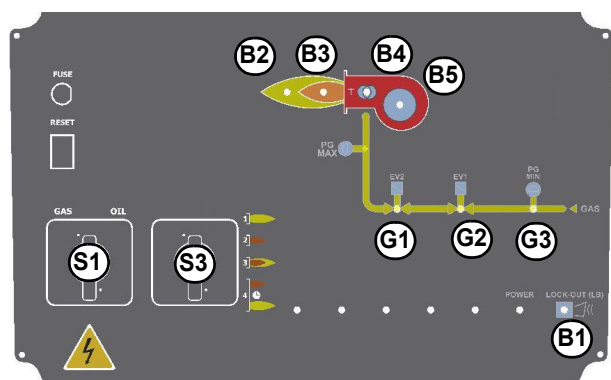 B2 B3 B4 B5
FUSE
T
RESET
PG MAX
EV2 EV1 PG MIN
GAS
G1 G2 G3
GAS OIL
S1 S3
1
2
3
4
POWER LOCK-OUT (LB)
B1